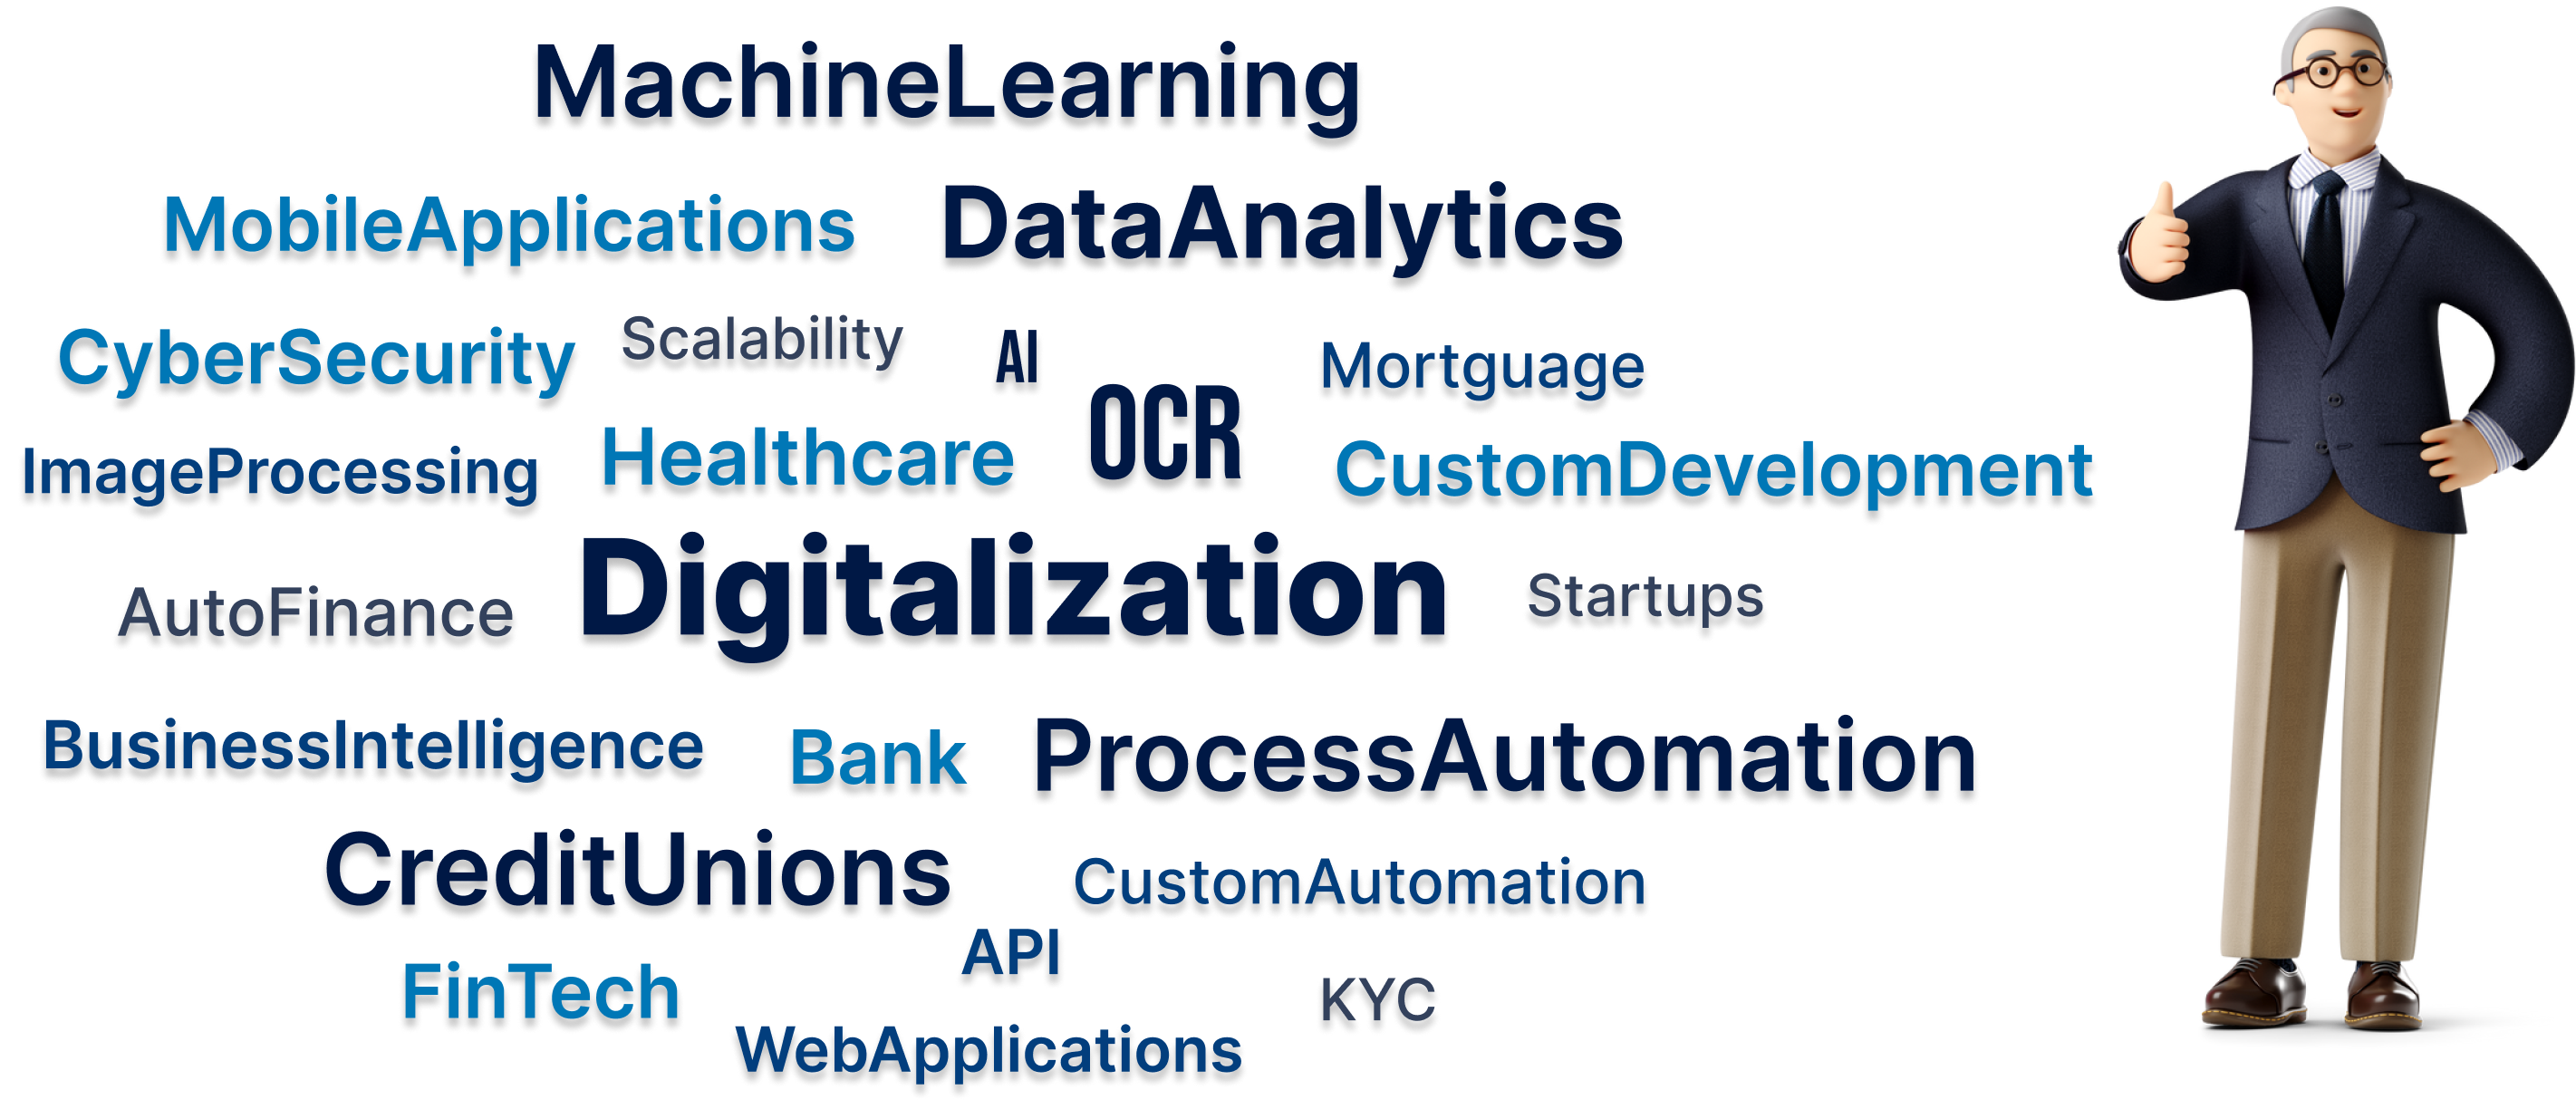 MachineLearning
MobileApplications DataAnalytics
CyberSecurity Scalability AI Mortguage
ImageProcessing Healthcare OCR CustomDevelopment
AutoFinance Digitalization Startups
BusinessIntelligence Bank ProcessAutomation
CreditUnions CustomAutomation
FinTech API KYC
WebApplications